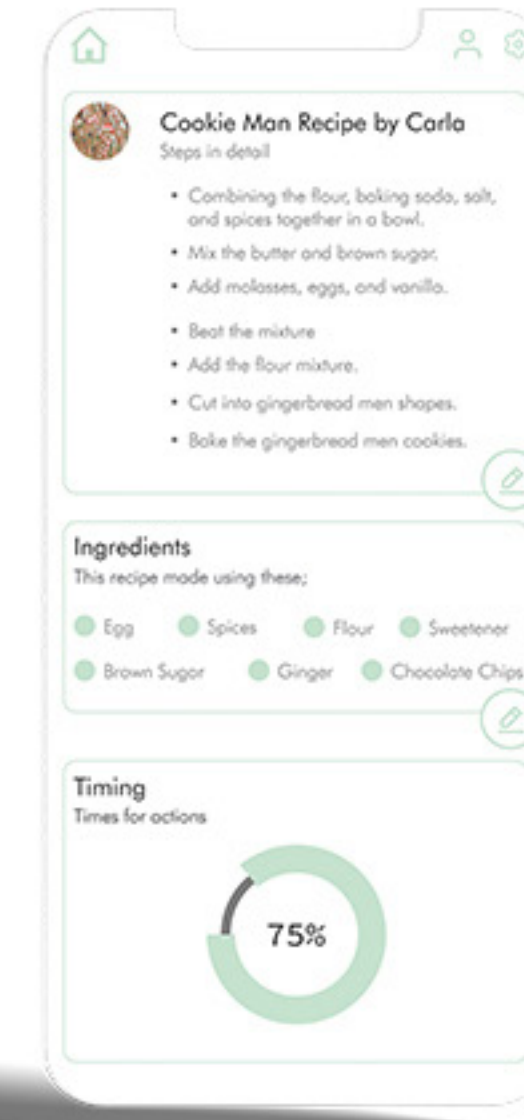 Cookie Man Recipe by Carla
Steps in detail
• Combining the flour, baking soda, salt,
and spices together in a bowl.
• Mix the butter and brown sugar.
• Add molasses, eggs, and vanilla.
• Beat the mixture
• Add the flour mixture.
• Cut into gingerbread men shapes.
• Bake the gingerbread men cookies.
Ingredients
This recipe made using these;
Egg Spices Flour Sweetener
Brown Sugar Ginger Chocolate Chips
Timing
Times for actions
75%